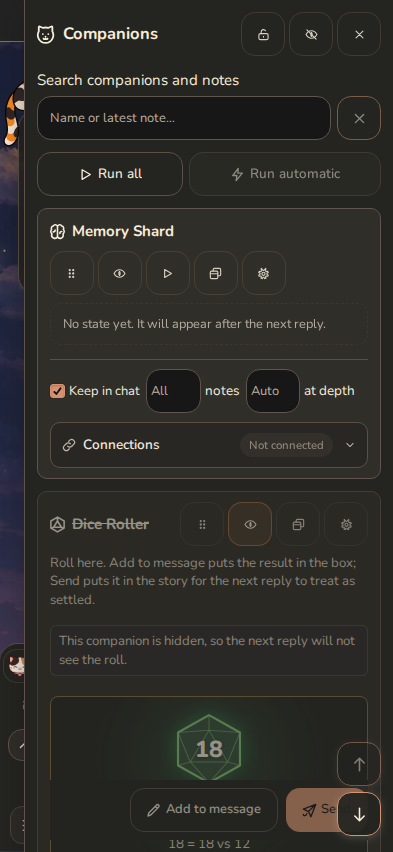 Companions
Search companions and notes
Name or latest note...
Run all
Run automatic
Memory Shard
No state yet. It will appear after the next reply.
Keep in chat All notes Auto at depth
Connections Not connected
Dice Roller
Roll here. Add to message puts the result in the box;
Send puts it in the story for the next reply to treat as
settled.
This companion is hidden, so the next reply will not
see the roll.
18
Add to message
18 = 18 vs 12